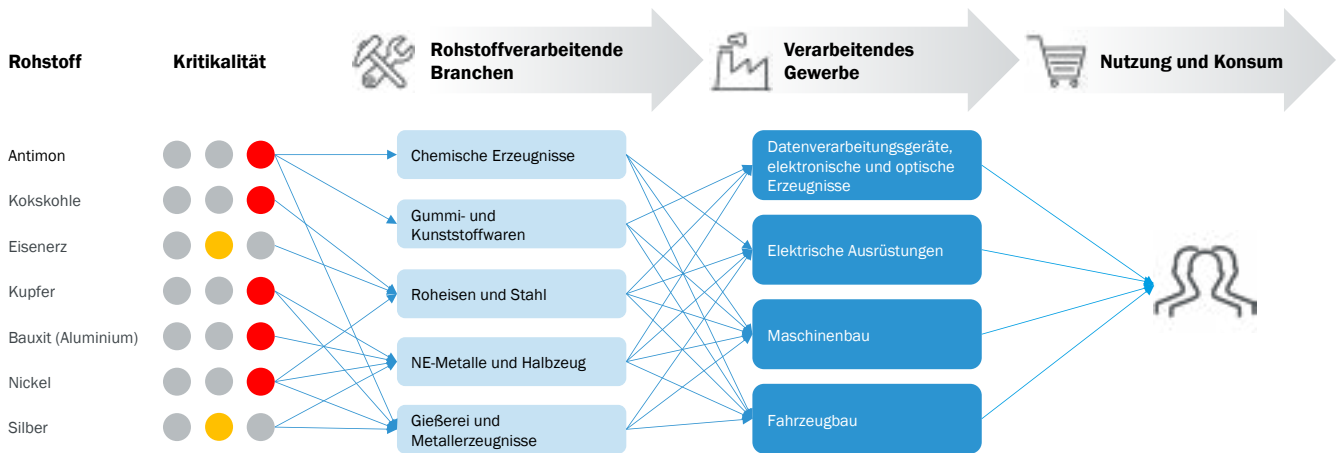 Rohstoff
Kritikalität
Rohstoffverarbeitende
Branchen
Verarbeitendes
Gewerbe
Nutzung und Konsum
Antimon
Kokskohle
Eisenerz
Kupfer
Bauxit (Aluminium)
Nickel
Silber
Chemische Erzeugnisse
Gummi- und
Kunststoffwaren
Roheisen und Stahl
NE-Metalle und Halbzeug
Gießerei und
Metallerzeugnisse
Datenverarbeitungsgeräte,
elektronische und optische
Erzeugnisse
Elektrische Ausrüstungen
Maschinenbau
Fahrzeugbau